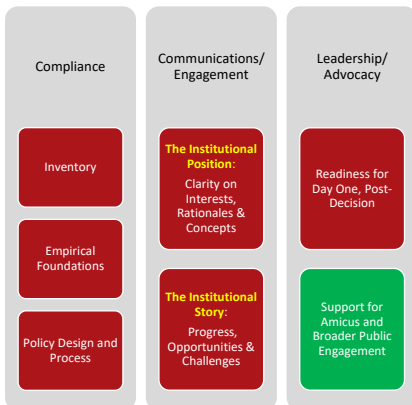 Compliance
Inventory
Empirical
Foundations
Policy Design and
Process
Communications/
Engagement
The Institutional
Position:
Clarity on
Interests,
Rationales &
Concepts
The Institutional
Story:
Progress,
Opportunities &
Challenges
Leadership/
Advocacy
Readiness for
Day One, Post-
Decision
Support for
Amicus and
Broader Public
Engagement